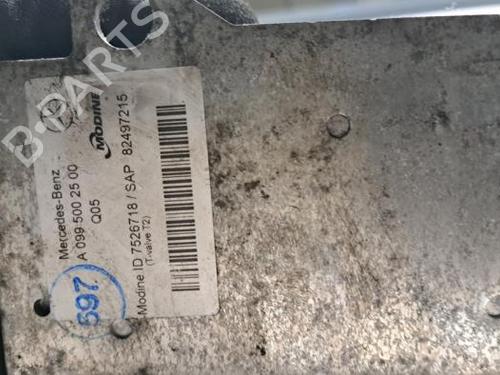 B-PARTS
MODINE
Mercedes-Benz
A 099 500 25 00
Q05
Modine ID 7526718 / SAP 82497215
(T-valve T2)
597